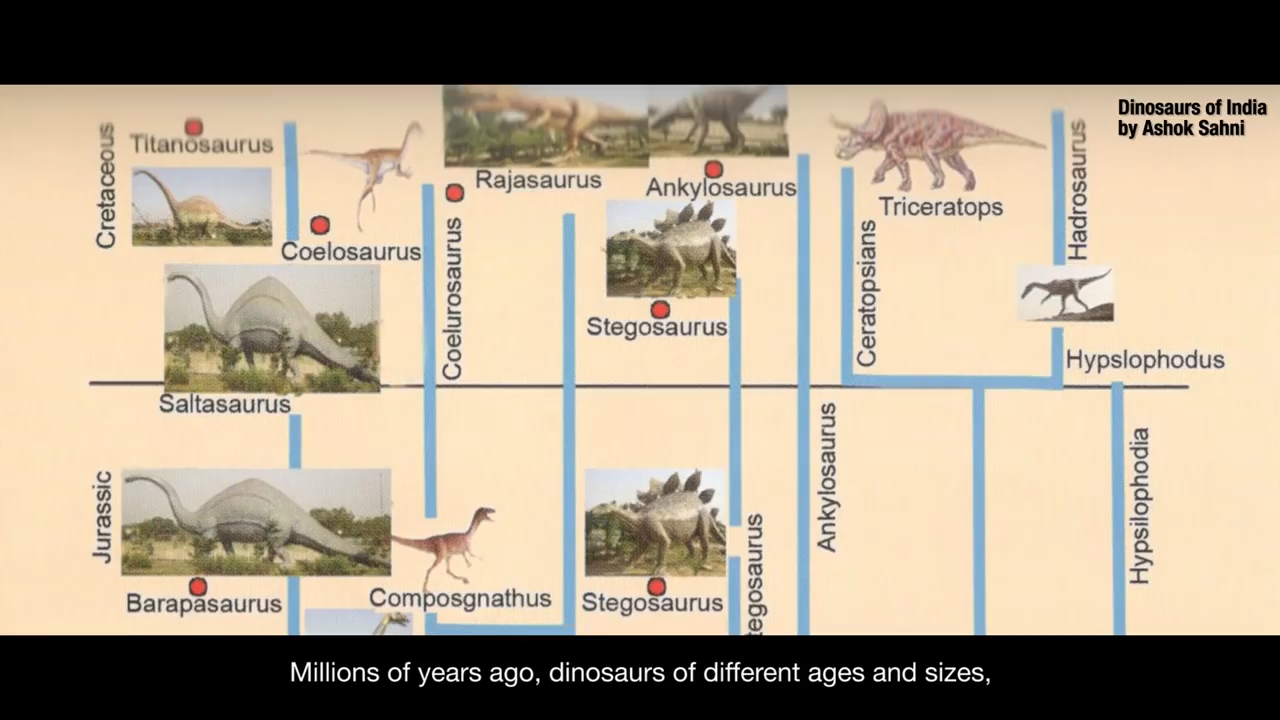 Dinosaurs of India
by Ashok Sahni
Cretaceous
Titanosaurus
Coelosaurus
Coelurosaurus
Rajasaurus
Ankylosaurus
Stegosaurus
Ceratopsians
Triceratops
Hadrosaurus
Hypslophodus
Saltasaurus
Jurassic
Barapasaurus
Composgnathus
Stegosaurus
tegosaurus
Ankylosaurus
Hypsilophodia
Millions of years ago, dinosaurs of different ages and sizes,